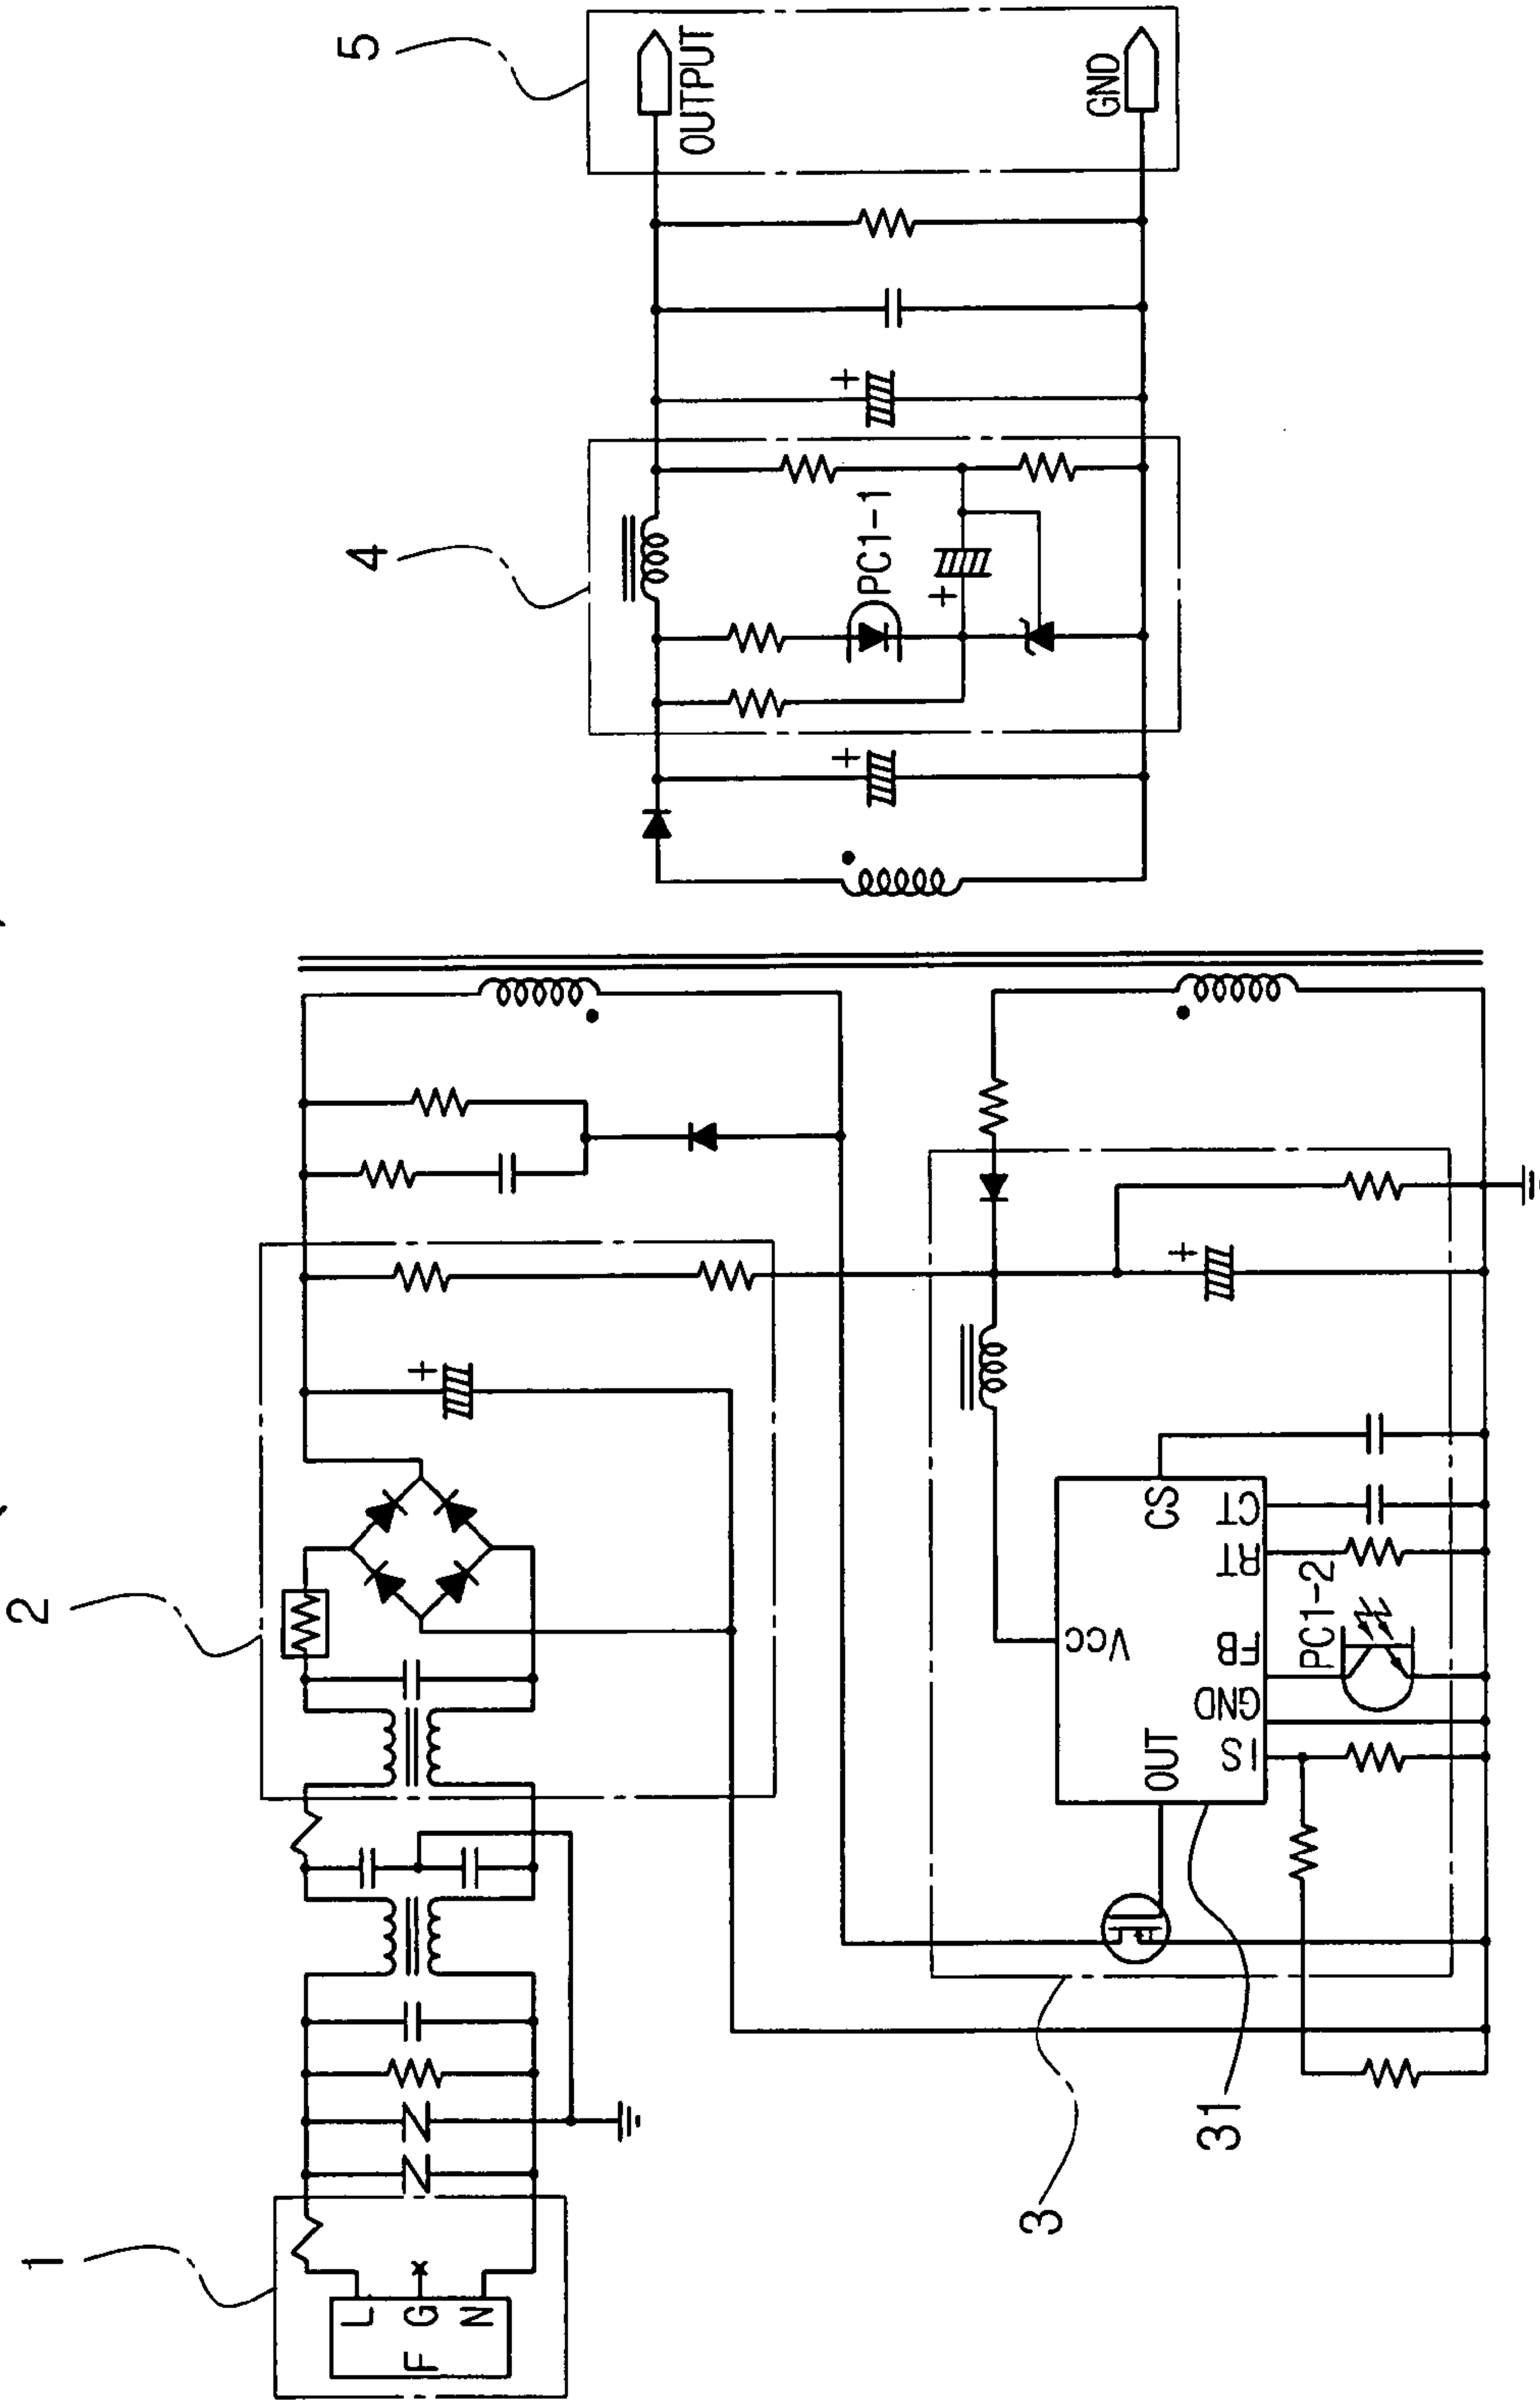 1
F
L
G
N
2
3
31
OUT
IS
GND
FB
RT
CT
CS
Vcc
PC1-2
4
PC1-1
+
+
+
+
+
+
5
OUTPUT
GND